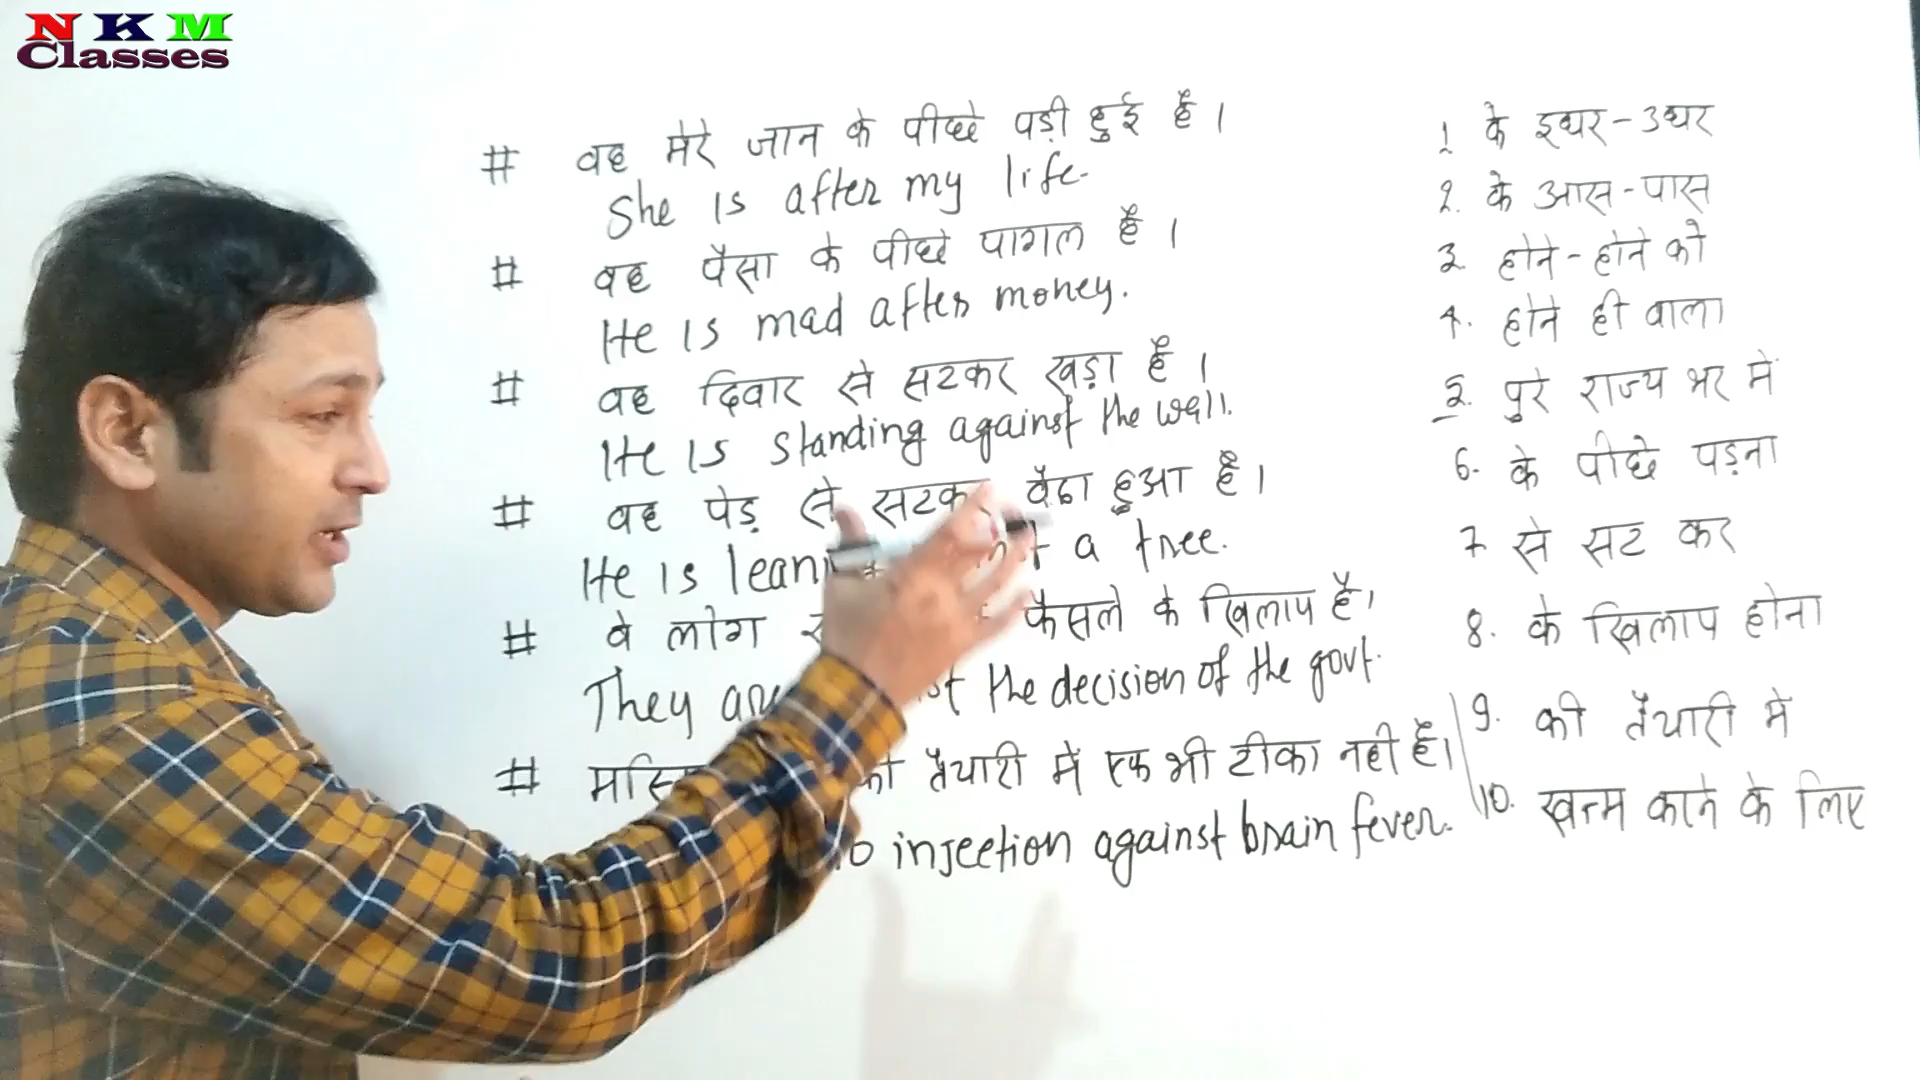 NKM
Classes
# वह मेरे जान के पीछे पड़ी हुई है।
She is after my life.
# वह पैसा के पीछे पागल है।
He is mad after money.
# वह दिवार से सटकर खड़ा है।
He is standing against the wall.
# वह पेड़ से सटकर बैठा हुआ है।
He is a tree.
# वे लोग फैसले के खिलाप है।
They the decision of the govt.
# तैयारी में एक भी टीका नही है।
injection against brain fever.
1. के इधर-उधर
2. के आस-पास
3. होने-होने को
4. होने ही वाला
5. पुरे राज्य भर में
6. के पीछे पड़ना
7. से सट कर
8. के खिलाप होना
9. की तैयारी में
10. खत्म करने के लिए